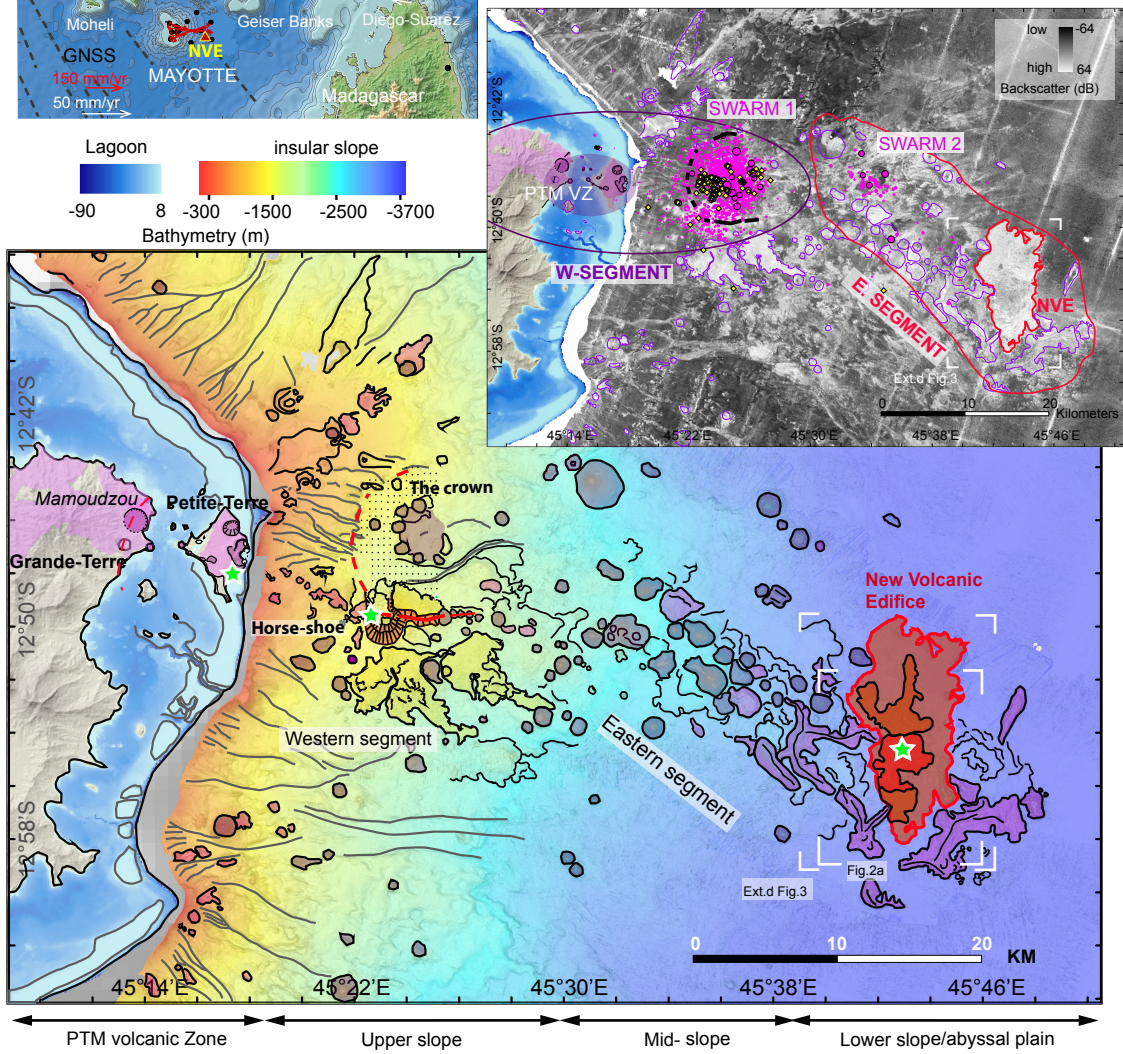 Moheli
Geiser Banks
Diego-Suarez
GNSS
NVE
MAYOTTE
150 mm/yr
50 mm/yr
Madagascar
Lagoon
insular slope
-90
8
-300
-1500
-2500
-3700
Bathymetry (m)
low
-64
high
64
Backscatter (dB)
12°42'S
12°50'S
12°58'S
SWARM 1
SWARM 2
PTM VZ
W-SEGMENT
E. SEGMENT
NVE
Ext.d Fig.3
0
10
20
Kilometers
45°14'E
45°22'E
45°30'E
45°38'E
45°46'E
12°42'S
12°50'S
12°58'S
Mamoudzou
Petite-Terre
Grande-Terre
The crown
Horse-shoe
Western segment
Eastern segment
New Volcanic
Edifice
Fig.2a
Ext.d Fig.3
0
10
20
KM
45°14'E
45°22'E
45°30'E
45°38'E
45°46'E
PTM volcanic Zone
Upper slope
Mid- slope
Lower slope/abyssal plain